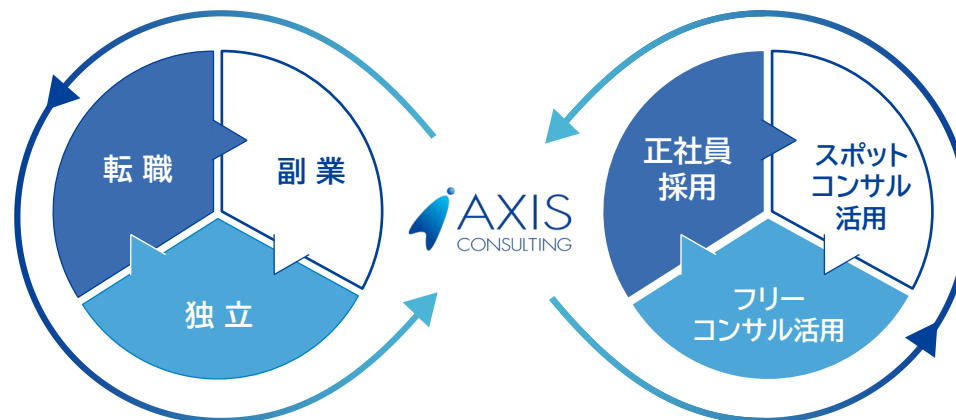 転職
副業
独立
AXIS
CONSULTING
正社員
採用
スポット
コンサル
活用
フリー
コンサル活用